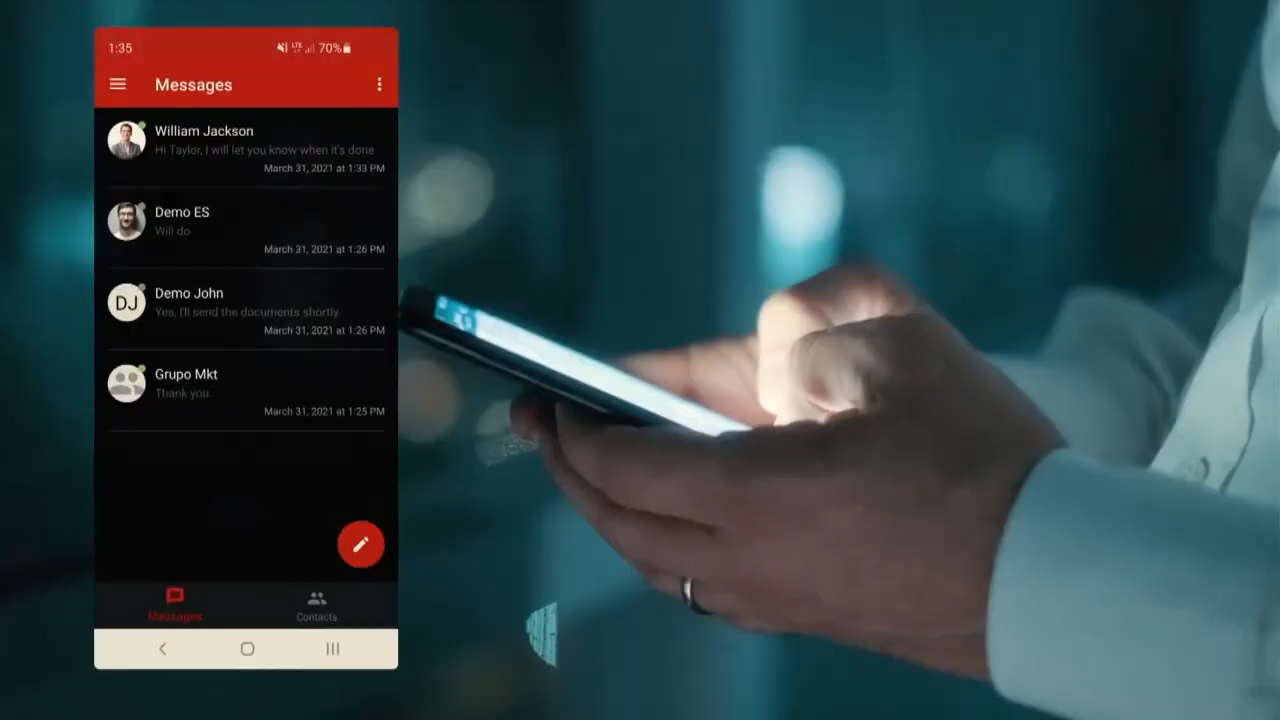 1:35
LTE
70%
Messages
William Jackson
Hi Taylor, I will let you know when it's done
March 31, 2021 at 1:33 PM
Demo ES
Will do
March 31, 2021 at 1:26 PM
DJ
Demo John
Yes, I'll send the documents shortly
March 31, 2021 at 1:26 PM
Grupo Mkt
Thank you.
March 31, 2021 at 1:25 PM
Messages
Contacts